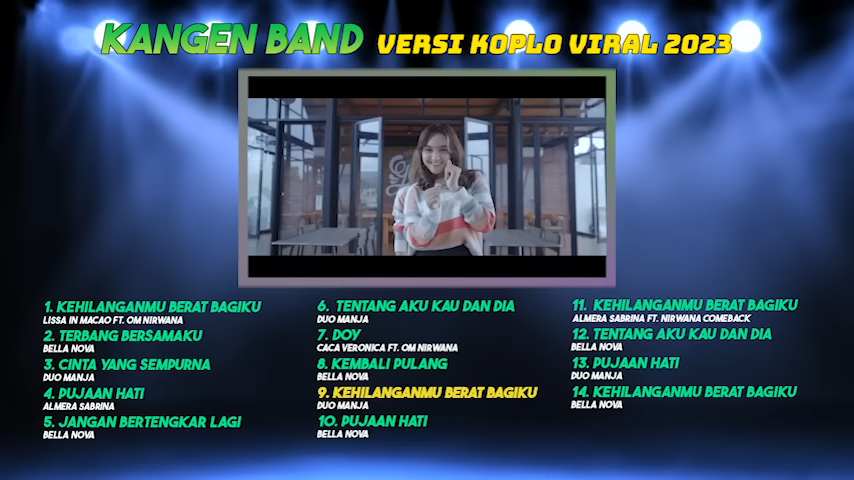 KANGEN BAND VERSI KOPLO VIRAL 2023
1. KEHILANGANMU BERAT BAGIKU
LISSA IN MACAO FT. OM NIRWANA
2. TERBANG BERSAMAKU
BELLA NOVA
3. CINTA YANG SEMPURNA
DUO MANJA
4. PUJAAN HATI
ALMERA SABRINA
5. JANGAN BERTENGKAR LAGI
BELLA NOVA
6. TENTANG AKU KAU DAN DIA
DUO MANJA
7. DOY
CACA VERONICA FT. OM NIRWANA
8. KEMBALI PULANG
BELLA NOVA
9. KEHILANGANMU BERAT BAGIKU
DUO MANJA
10. PUJAAN HATI
BELLA NOVA
11. KEHILANGANMU BERAT BAGIKU
ALMERA SABRINA FT. NIRWANA COMEBACK
12. TENTANG AKU KAU DAN DIA
BELLA NOVA
13. PUJAAN HATI
DUO MANJA
14. KEHILANGANMU BERAT BAGIKU
BELLA NOVA